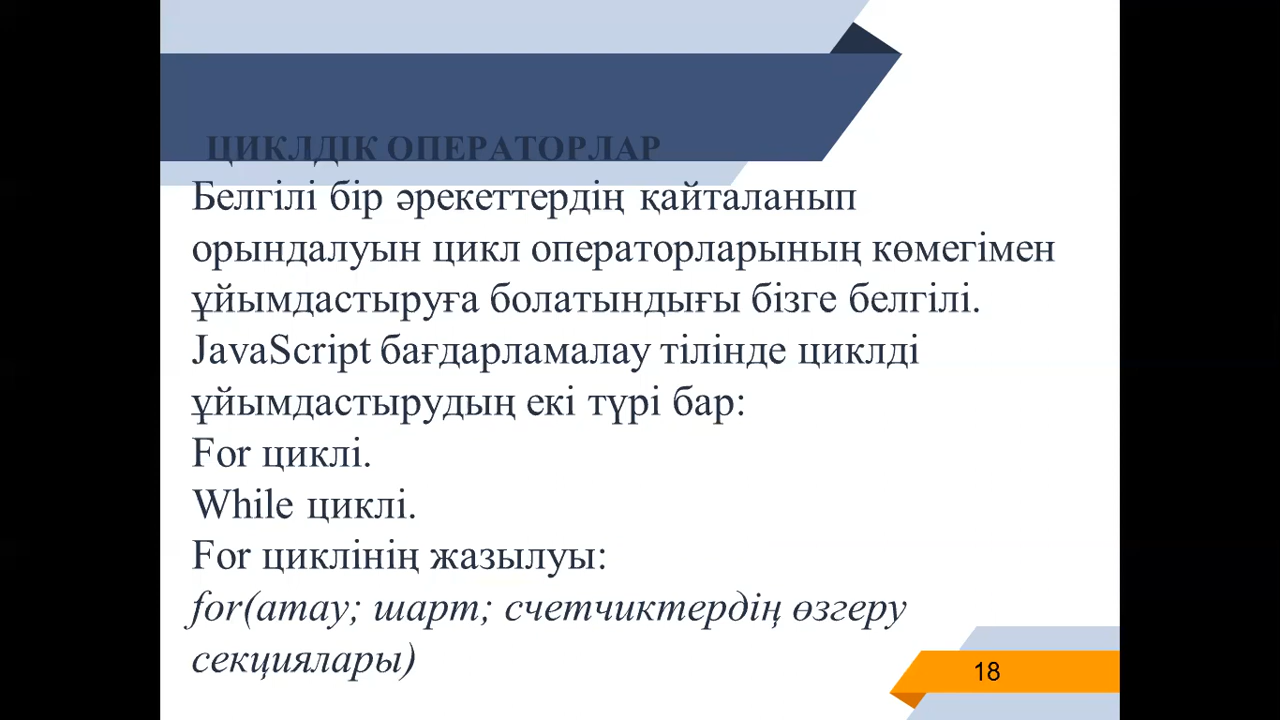 ЦИКЛДІК ОПЕРАТОРЛАР
Белгілі бір әрекеттердің қайталанып
орындалуын цикл операторларының көмегімен
ұйымдастыруға болатындығы бізге белгілі.
JavaScript бағдарламалау тілінде циклді
ұйымдастырудың екі түрі бар:
For циклі.
While циклі.
For циклінің жазылуы:
for(атау; шарт; счетчиктердің өзгеру
секциялары)
18